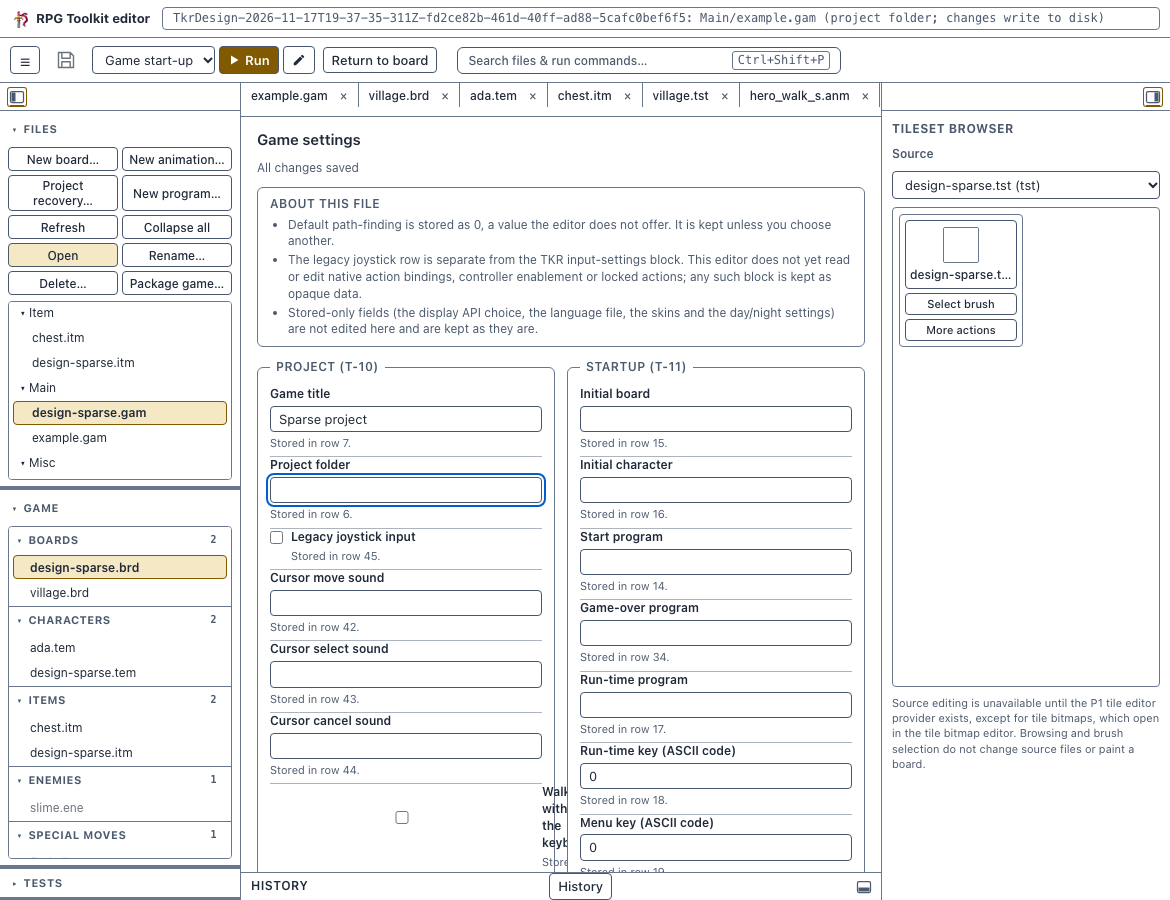 RPG Toolkit editor
TkrDesign-2026-11-17T19-37-35-311Z-fd2ce82b-461d-40ff-ad88-5cafc0bef6f5: Main/example.gam (project folder; changes write to disk)
Game start-up
Run
Return to board
Search files & run commands...
Ctrl+Shift+P
FILES
New board...
New animation...
Project recovery...
New program...
Refresh
Collapse all
Open
Rename...
Delete...
Package game...
Item
chest.itm
design-sparse.itm
Main
design-sparse.gam
example.gam
Misc
GAME
BOARDS 2
design-sparse.brd
village.brd
CHARACTERS 2
ada.tem
design-sparse.tem
ITEMS 2
chest.itm
design-sparse.itm
ENEMIES 1
slime.ene
SPECIAL MOVES 1
TESTS
example.gam ×
village.brd ×
ada.tem ×
chest.itm ×
village.tst ×
hero_walk_s.anm ×
Game settings
All changes saved
ABOUT THIS FILE
• Default path-finding is stored as 0, a value the editor does not offer. It is kept unless you choose
another.
• The legacy joystick row is separate from the TKR input-settings block. This editor does not yet read
or edit native action bindings, controller enablement or locked actions; any such block is kept as
opaque data.
• Stored-only fields (the display API choice, the language file, the skins and the day/night settings)
are not edited here and are kept as they are.
PROJECT (T-10)
Game title
Sparse project
Stored in row 7.
Project folder
Stored in row 6.
Legacy joystick input
Stored in row 45.
Cursor move sound
Stored in row 42.
Cursor select sound
Stored in row 43.
Cursor cancel sound
Stored in row 44.
Walk
with
the
keyb
Store
STARTUP (T-11)
Initial board
Stored in row 15.
Initial character
Stored in row 16.
Start program
Stored in row 14.
Game-over program
Stored in row 34.
Run-time program
Stored in row 17.
Run-time key (ASCII code)
0
Stored in row 18.
Menu key (ASCII code)
0
Stored in row 19.
HISTORY
History
TILESET BROWSER
Source
design-sparse.tst (tst)
design-sparse.t...
Select brush
More actions
Source editing is unavailable until the P1 tile editor
provider exists, except for tile bitmaps, which open
in the tile bitmap editor. Browsing and brush
selection do not change source files or paint a
board.